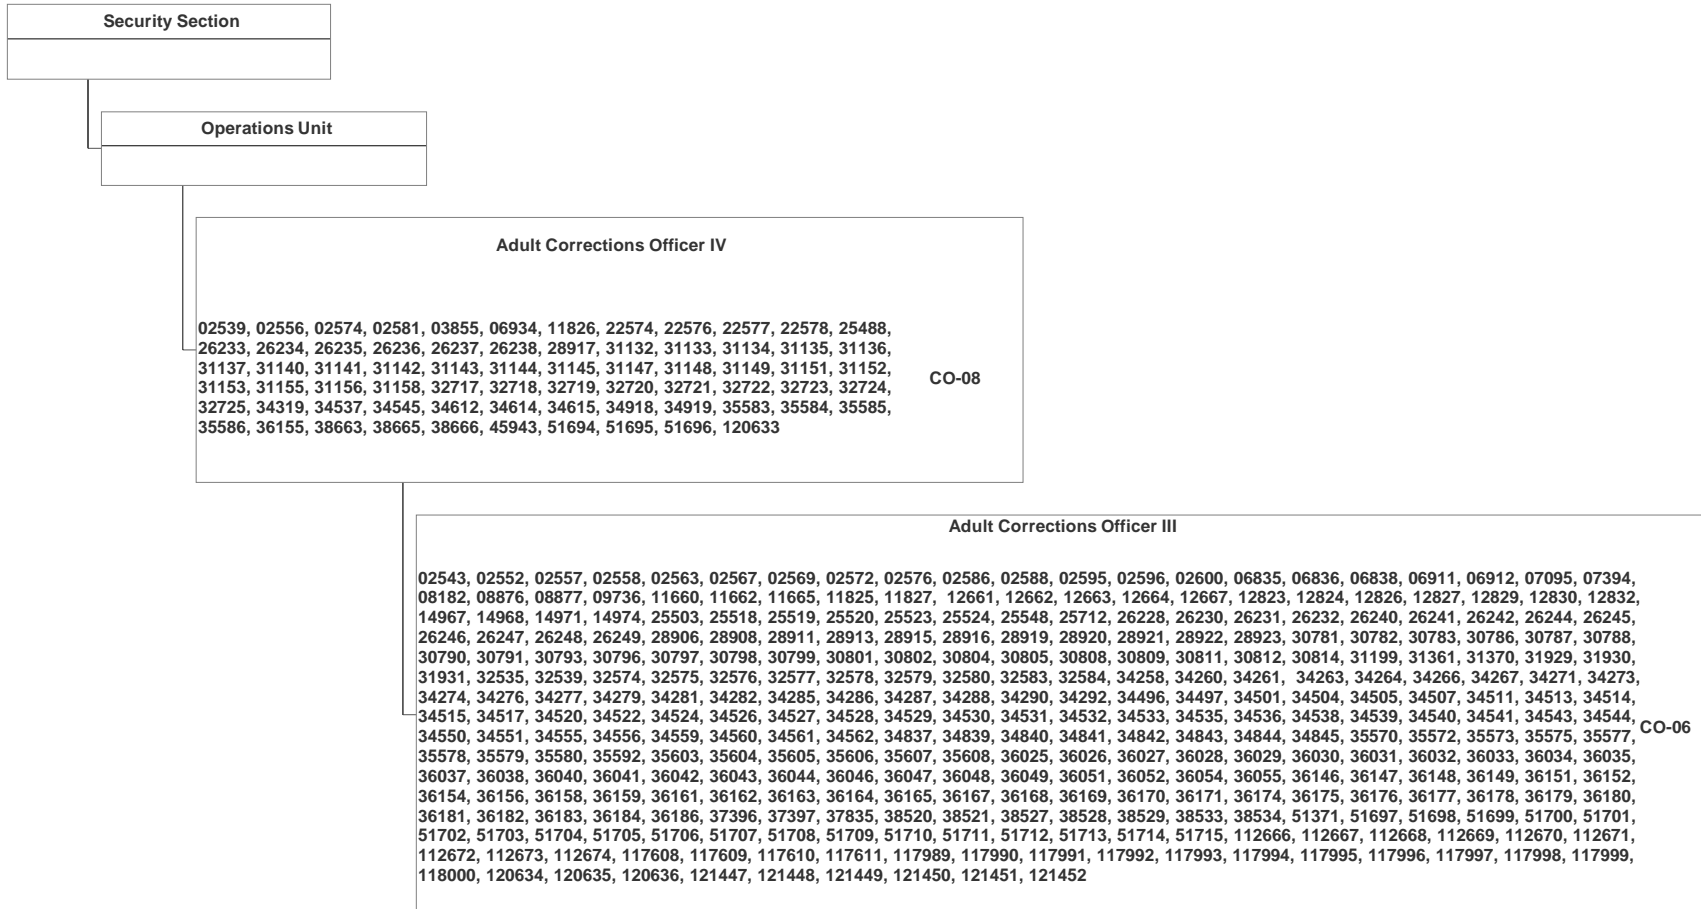 Security Section
Operations Unit
Adult Corrections Officer IV
02539, 02556, 02574, 02581, 03855, 06934, 11826, 22574, 22576, 22577, 22578, 25488,
26233, 26234, 26235, 26236, 26237, 26238, 28917, 31132, 31133, 31134, 31135, 31136,
31137, 31140, 31141, 31142, 31143, 31144, 31145, 31147, 31148, 31149, 31151, 31152,
31153, 31155, 31156, 31158, 32717, 32718, 32719, 32720, 32721, 32722, 32723, 32724,
32725, 34319, 34537, 34545, 34612, 34614, 34615, 34918, 34919, 35583, 35584, 35585,
35586, 36155, 38663, 38665, 38666, 45943, 51694, 51695, 51696, 120633
CO-08
Adult Corrections Officer III
02543, 02552, 02557, 02558, 02563, 02567, 02569, 02572, 02576, 02586, 02588, 02595, 02596, 02600, 06835, 06836, 06838, 06911, 06912, 07095, 07394,
08182, 08876, 08877, 09736, 11660, 11662, 11665, 11825, 11827, 12661, 12662, 12663, 12664, 12667, 12823, 12824, 12826, 12827, 12829, 12830, 12832,
14967, 14968, 14971, 14974, 25503, 25518, 25519, 25520, 25523, 25524, 25548, 25712, 26228, 26230, 26231, 26232, 26240, 26241, 26242, 26244, 26245,
26246, 26247, 26248, 26249, 28906, 28908, 28911, 28913, 28915, 28916, 28919, 28920, 28921, 28922, 28923, 30781, 30782, 30783, 30786, 30787, 30788,
30790, 30791, 30793, 30796, 30797, 30798, 30799, 30801, 30802, 30804, 30805, 30808, 30809, 30811, 30812, 30814, 31199, 31361, 31370, 31929, 31930,
31931, 32535, 32539, 32574, 32575, 32576, 32577, 32578, 32579, 32580, 32583, 32584, 34258, 34260, 34261, 34263, 34264, 34266, 34267, 34271, 34273,
34274, 34276, 34277, 34279, 34281, 34282, 34285, 34286, 34287, 34288, 34290, 34292, 34496, 34497, 34501, 34504, 34505, 34507, 34511, 34513, 34514,
34515, 34517, 34520, 34522, 34524, 34526, 34527, 34528, 34529, 34530, 34531, 34532, 34533, 34535, 34536, 34538, 34539, 34540, 34541, 34543, 34544,
34550, 34551, 34555, 34556, 34559, 34560, 34561, 34562, 34837, 34839, 34840, 34841, 34842, 34843, 34844, 34845, 35570, 35572, 35573, 35575, 35577,
35578, 35579, 35580, 35592, 35603, 35604, 35605, 35606, 35607, 35608, 36025, 36026, 36027, 36028, 36029, 36030, 36031, 36032, 36033, 36034, 36035,
36037, 36038, 36040, 36041, 36042, 36043, 36044, 36046, 36047, 36048, 36049, 36051, 36052, 36054, 36055, 36146, 36147, 36148, 36149, 36151, 36152,
36154, 36156, 36158, 36159, 36161, 36162, 36163, 36164, 36165, 36167, 36168, 36169, 36170, 36171, 36174, 36175, 36176, 36177, 36178, 36179, 36180,
36181, 36182, 36183, 36184, 36186, 37396, 37397, 37835, 38520, 38521, 38527, 38528, 38529, 38533, 38534, 51371, 51697, 51698, 51699, 51700, 51701,
51702, 51703, 51704, 51705, 51706, 51707, 51708, 51709, 51710, 51711, 51712, 51713, 51714, 51715, 112666, 112667, 112668, 112669, 112670, 112671,
112672, 112673, 112674, 117608, 117609, 117610, 117611, 117989, 117990, 117991, 117992, 117993, 117994, 117995, 117996, 117997, 117998, 117999,
118000, 120634, 120635, 120636, 121447, 121448, 121449, 121450, 121451, 121452
CO-06